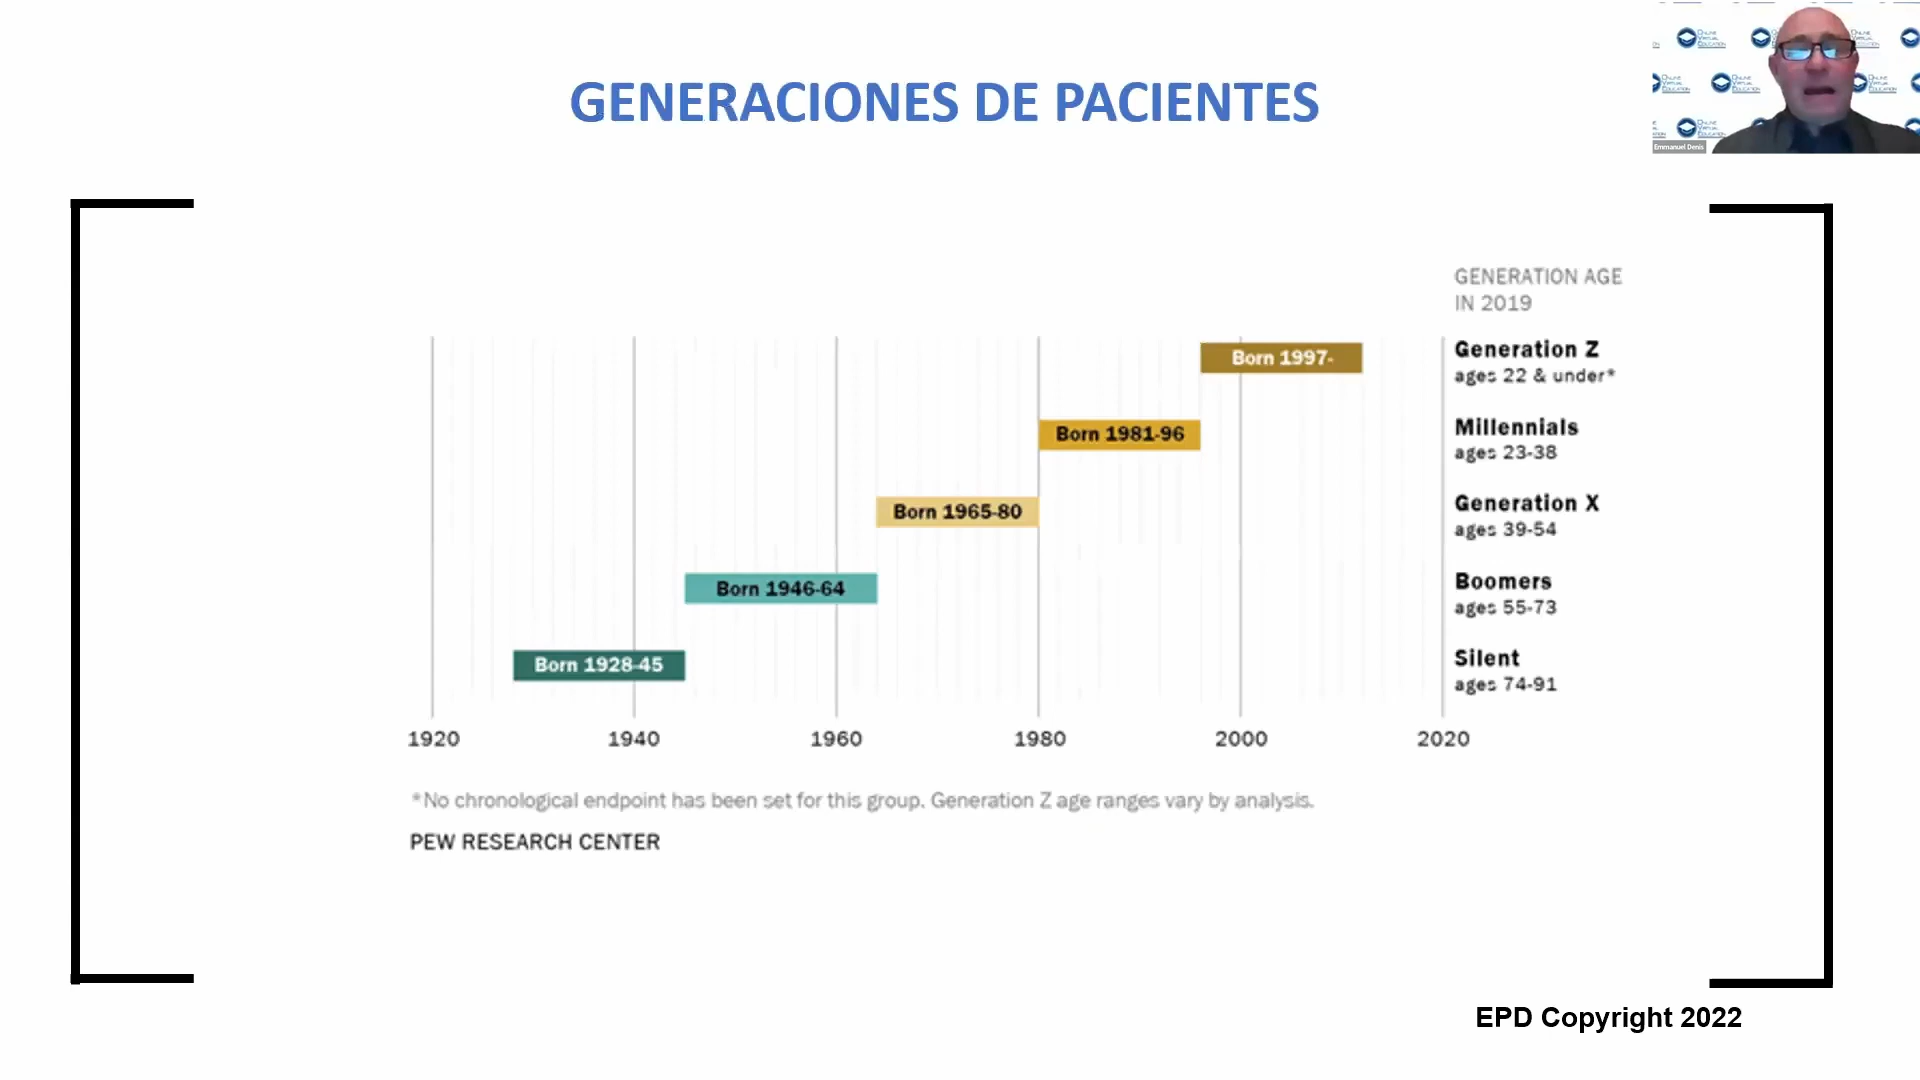 GENERACIONES DE PACIENTES
Emmanuel Denis
GENERATION AGE
IN 2019
Born 1997-
Generation Z
ages 22 & under*
Born 1981-96
Millennials
ages 23-38
Born 1965-80
Generation X
ages 39-54
Born 1946-64
Boomers
ages 55-73
Born 1928-45
Silent
ages 74-91
1920 1940 1960 1980 2000 2020
*No chronological endpoint has been set for this group. Generation Z age ranges vary by analysis.
PEW RESEARCH CENTER
EPD Copyright 2022